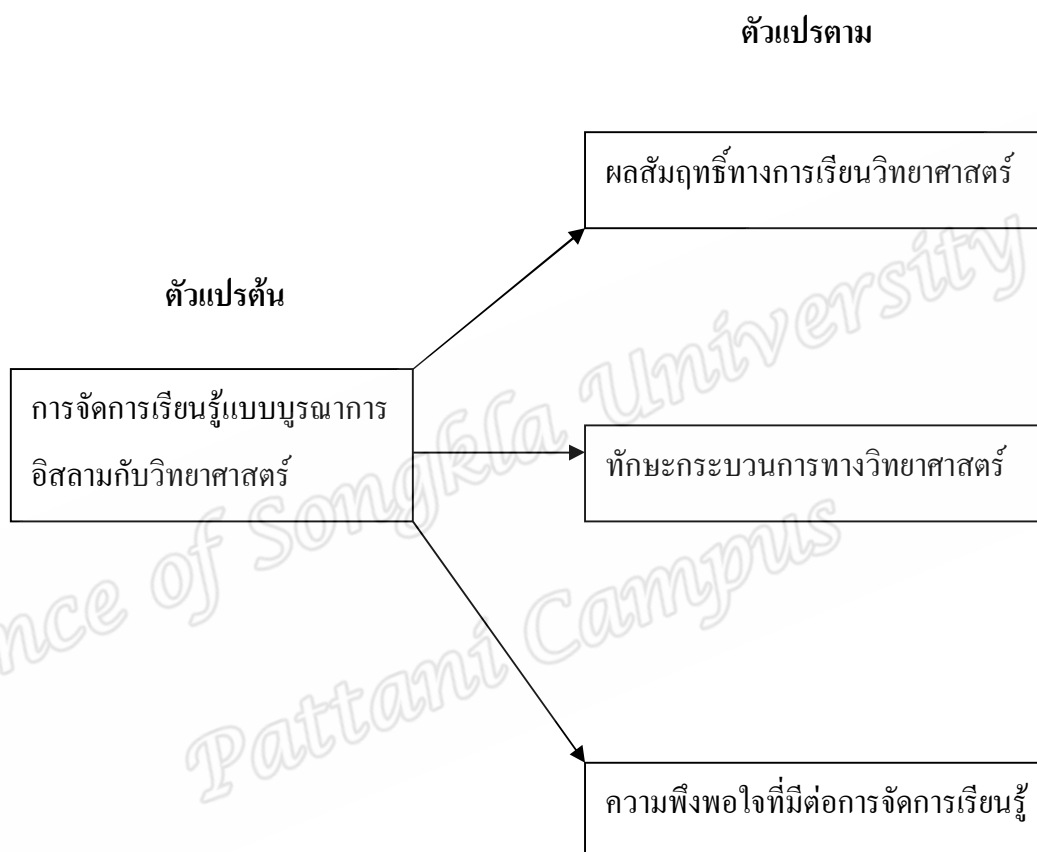 ตัวแปรตาม
ผลสัมฤทธิ์ทางการเรียนวิทยาศาสตร์
ตัวแปรต้น
การจัดการเรียนรู้แบบบูรณาการ
อิสลามกับวิทยาศาสตร์
ทักษะกระบวนการทางวิทยาศาสตร์
ความพึงพอใจที่มีต่อการจัดการเรียนรู้
nce of Songkla University
Pattani Campus